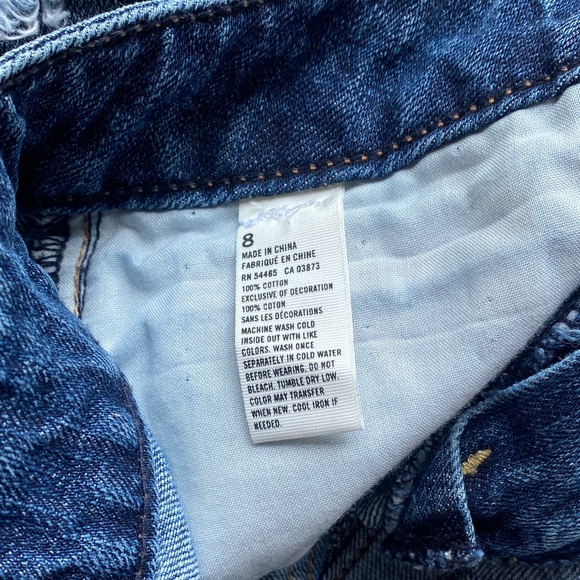 8
MADE IN CHINA
FABRIQUÉ EN CHINE
RN 54485 CA 03873
100% COTTON
EXCLUSIVE OF DECORATION
100% COTON
SANS LES DÉCORATIONS
MACHINE WASH COLD
INSIDE OUT WITH LIKE
COLORS. WASH ONCE
SEPARATELY IN COLD WATER
BEFORE WEARING. DO NOT
BLEACH. TUMBLE DRY LOW.
COLOR MAY TRANSFER
WHEN NEW. COOL IRON IF
NEEDED.